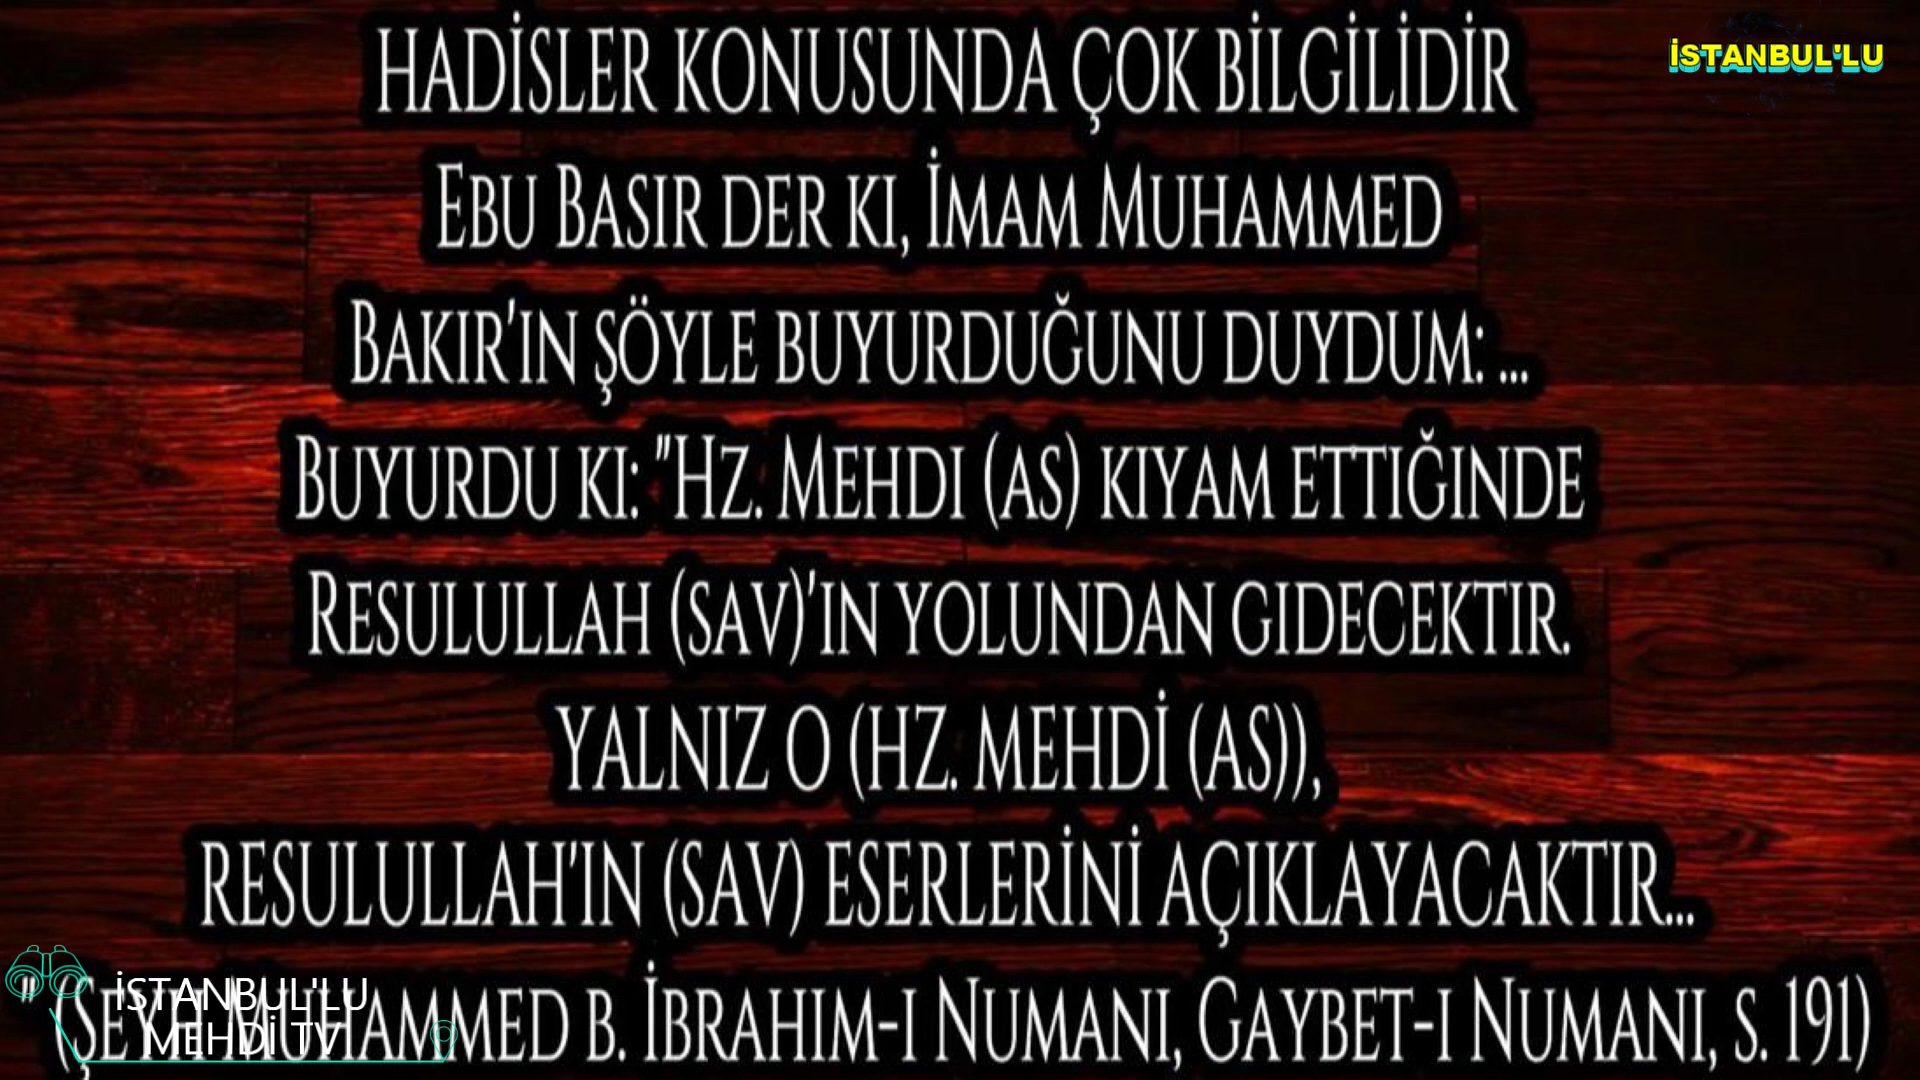 HADİSLER KONUSUNDA ÇOK BİLGİLİDİR
İSTANBUL'LU
EBU BASIR DER KI, İMAM MUHAMMED
BAKIR'IN ŞÖYLE BUYURDUĞUNU DUYDUM: ...
BUYURDU KI: "HZ. MEHDI (AS) KIYAM ETTIĞINDE
RESULULLAH (SAV)'IN YOLUNDAN GIDECEKTIR.
YALNIZ O (HZ. MEHDİ (AS)),
RESULULLAH'IN (SAV) ESERLERİNİ AÇIKLAYACAKTIR...
" (ŞEYH MUHAMMED B. İBRAHIM-I NUMANI, GAYBET-I NUMANI, S. 191)
İSTANBUL'LU
MEHDİ TV